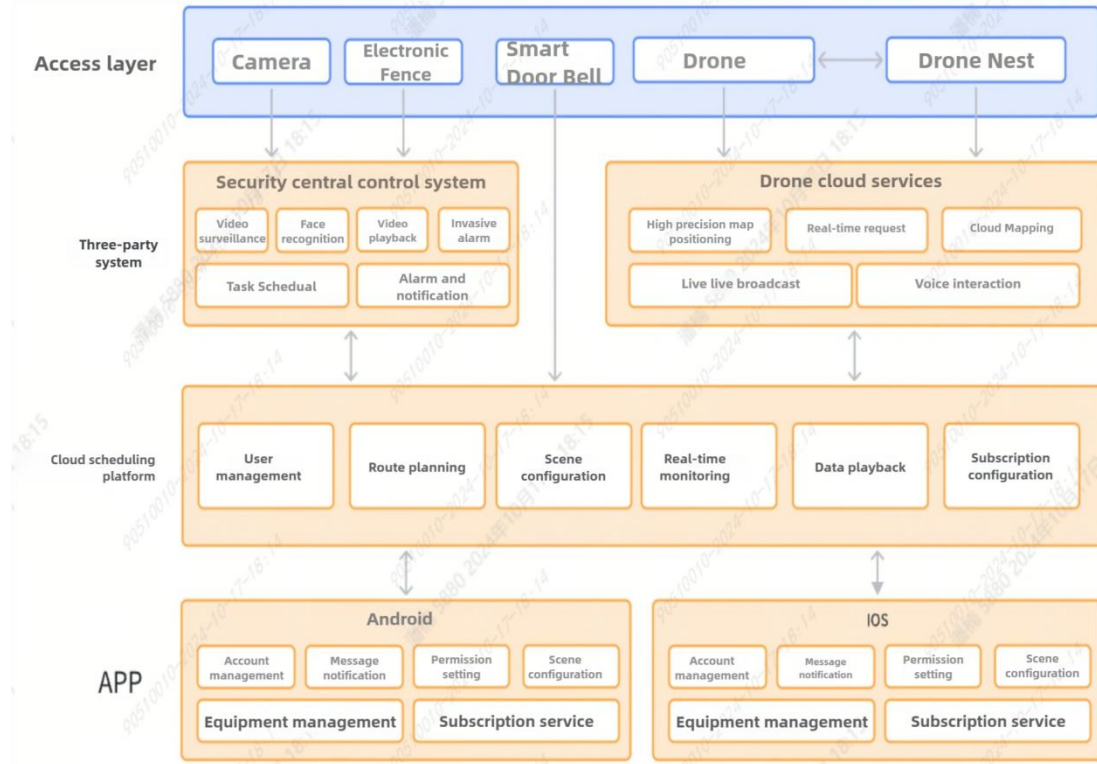 Access layer
Camera
Electronic
Fence
Smart
Door Bell
Drone
Drone Nest
Three-party
system
Security central control system
Video
surveillance
Face
recognition
Video
playback
Invasive
alarm
Task Schedual
Alarm and
notification
Drone cloud services
High precision map
positioning
Real-time request
Cloud Mapping
Live live broadcast
Voice interaction
Cloud scheduling
platform
User
management
Route planning
Scene
configuration
Real-time
monitoring
Data playback
Subscription
configuration
APP
Android
Account
management
Message
notification
Permission
setting
Scene
configuration
Equipment management
Subscription service
IOS
Account
management
Message
notification
Permission
setting
Scene
configuration
Equipment management
Subscription service